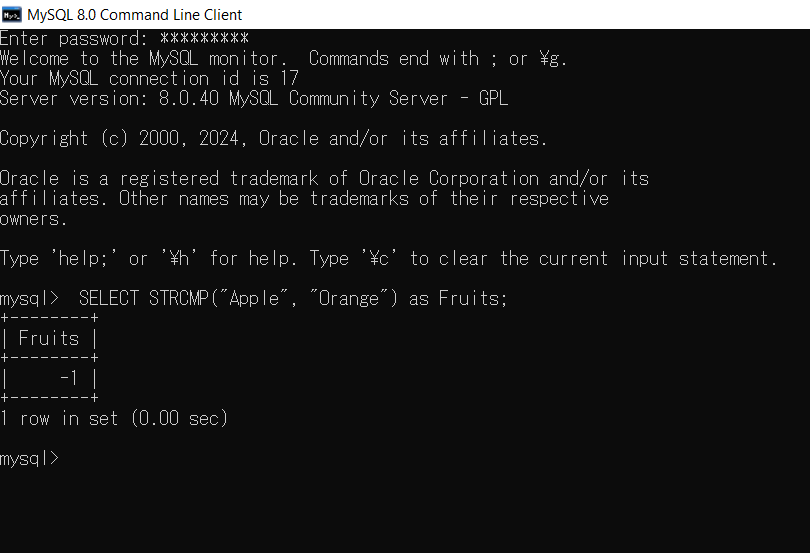 MySQL 8.0 Command Line Client
Enter password: *********
Welcome to the MySQL monitor.  Commands end with ; or ¥g.
Your MySQL connection id is 17
Server version: 8.0.40 MySQL Community Server - GPL
Copyright (c) 2000, 2024, Oracle and/or its affiliates.
Oracle is a registered trademark of Oracle Corporation and/or its
affiliates. Other names may be trademarks of their respective
owners.
Type 'help;' or '¥h' for help. Type '¥c' to clear the current input statement.
mysql>  SELECT STRCMP("Apple", "Orange") as Fruits;
+--------+
| Fruits |
+--------+
|     -1 |
+--------+
1 row in set (0.00 sec)
mysql>